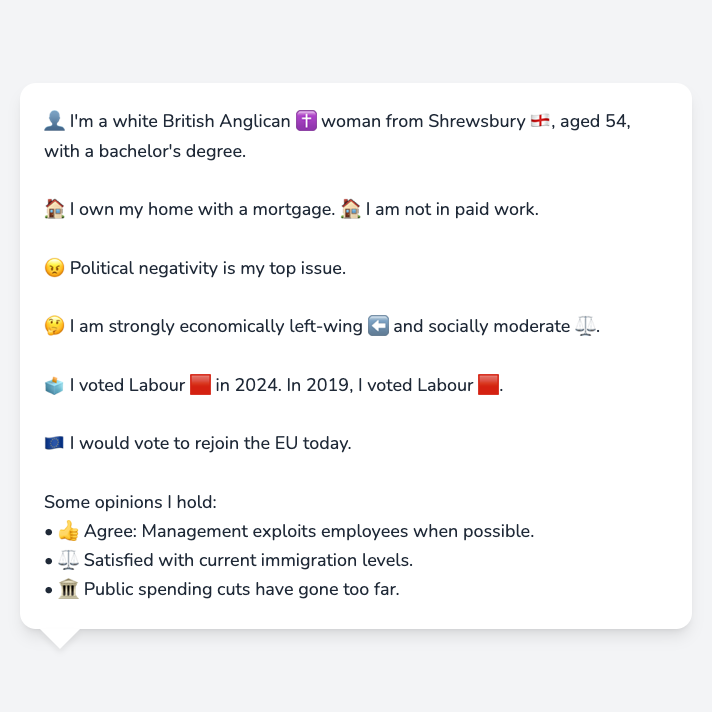 👤 I'm a white British Anglican ✝️ woman from Shrewsbury 🏴󠁧󠁢󠁥󠁮󠁧󠁿, aged 54,
with a bachelor's degree.
🏠 I own my home with a mortgage. 🏠 I am not in paid work.
😠 Political negativity is my top issue.
🤔 I am strongly economically left-wing ⬅️ and socially moderate ⚖️.
🗳️ I voted Labour 🟥 in 2024. In 2019, I voted Labour 🟥.
🇪🇺 I would vote to rejoin the EU today.
Some opinions I hold:
• 👍 Agree: Management exploits employees when possible.
• ⚖️ Satisfied with current immigration levels.
• 🏛️ Public spending cuts have gone too far.